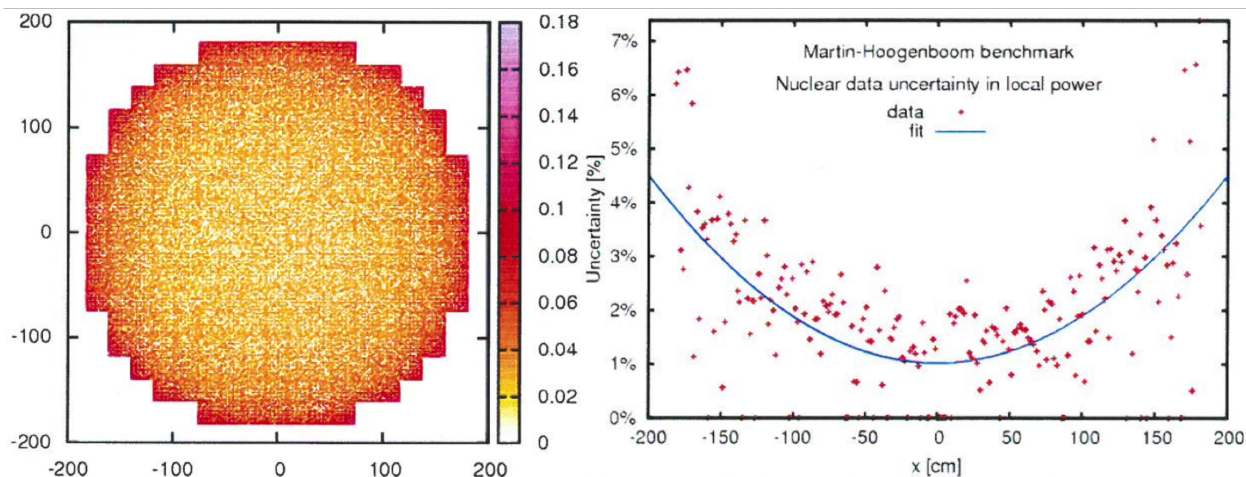 200
100
0
-100
-200
-200 -100 0 100 200
0.18
0.16
0.14
0.12
0.1
0.08
0.06
0.04
0.02
0
Uncertainty [%]
7%
6%
5%
4%
3%
2%
1%
0%
Martin-Hoogenboom benchmark
Nuclear data uncertainty in local power
data
fit
-200 -150 -100 -50 0 50 100 150 200
x [cm]